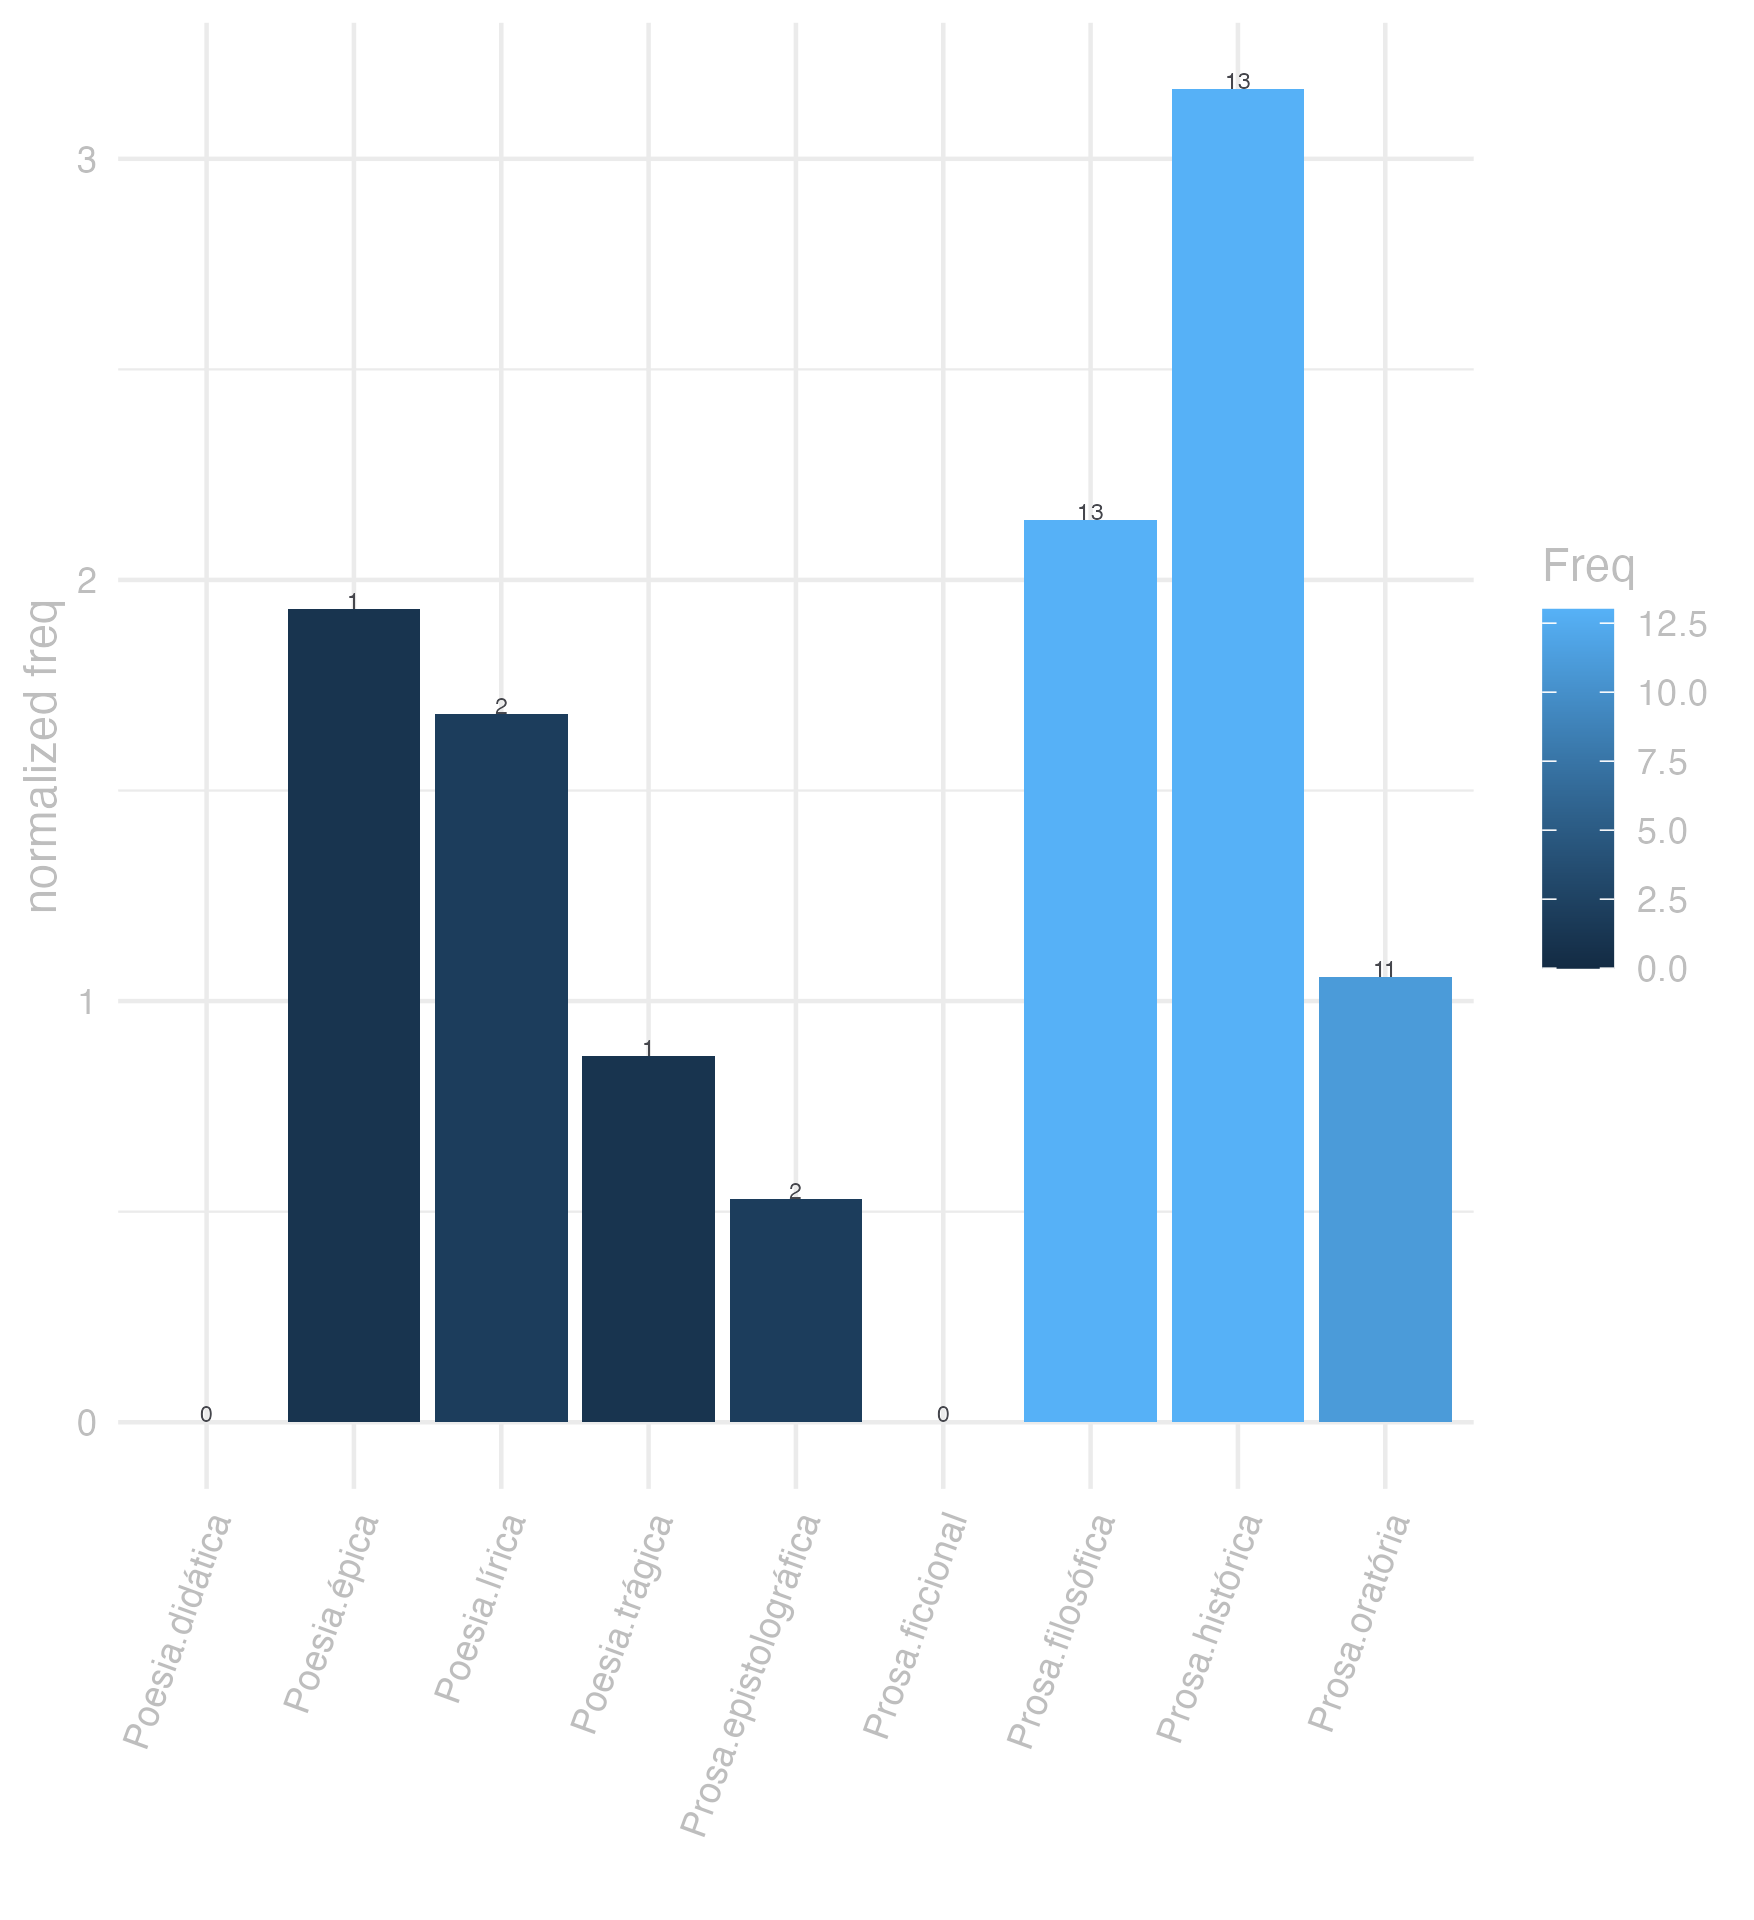 normalized freq
3
2
1
0
0
1
2
1
2
0
13
13
11
Poesia.didática
Poesia.épica
Poesia.lírica
Poesia.trágica
Prosa.epistolográfica
Prosa.ficcional
Prosa.filosófica
Prosa.histórica
Prosa.oratória
Freq
12.5
10.0
7.5
5.0
2.5
0.0